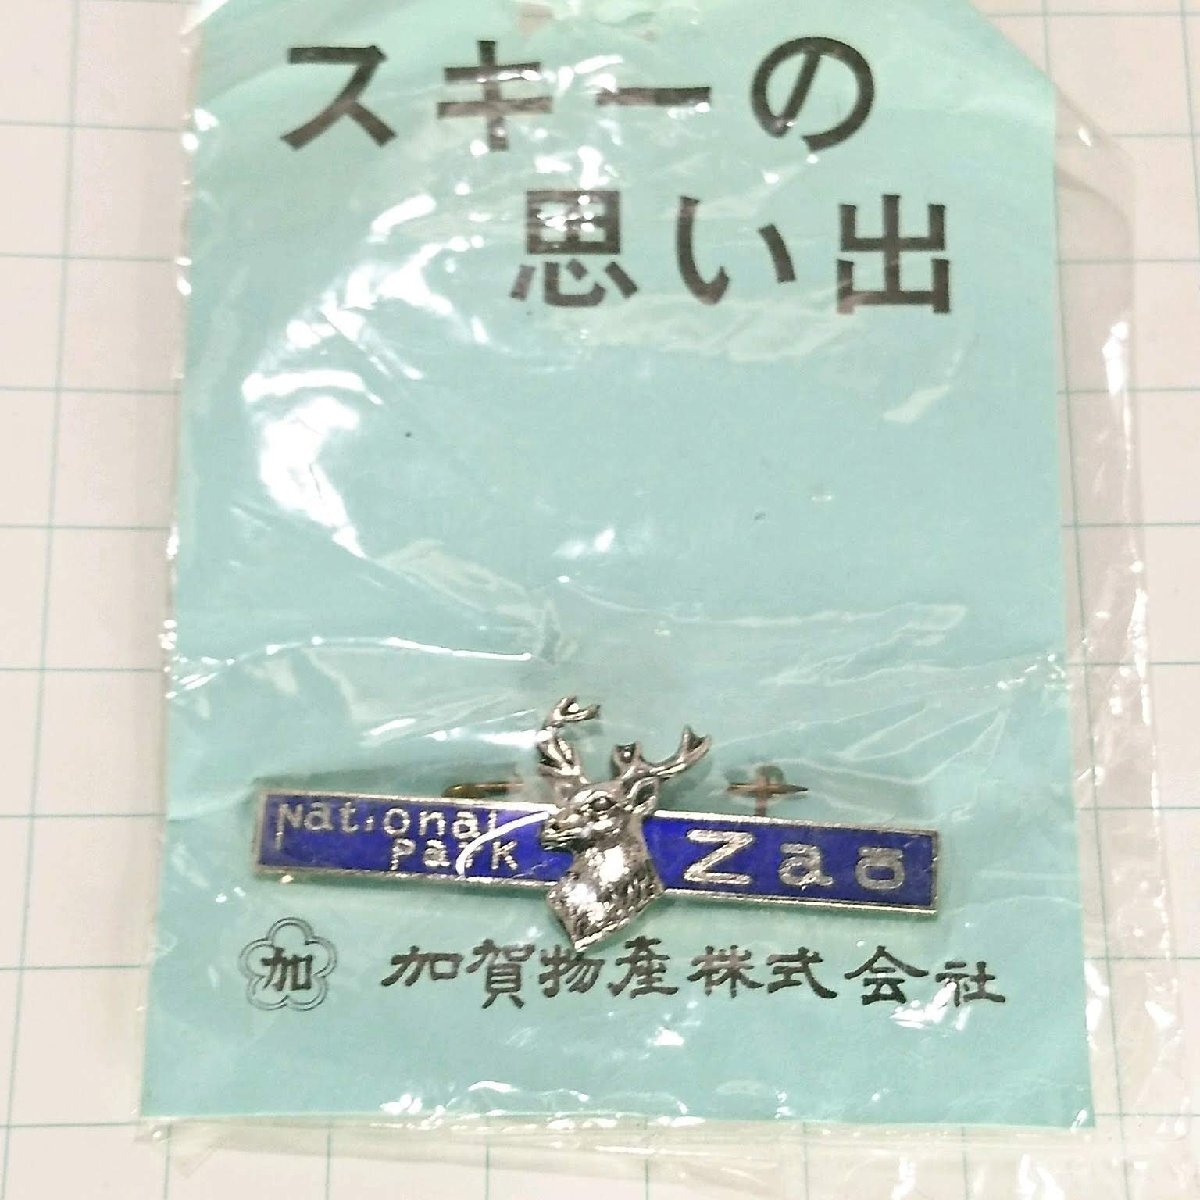 スキーの
思い出
National
Park
Zao
加 加賀物産株式会社